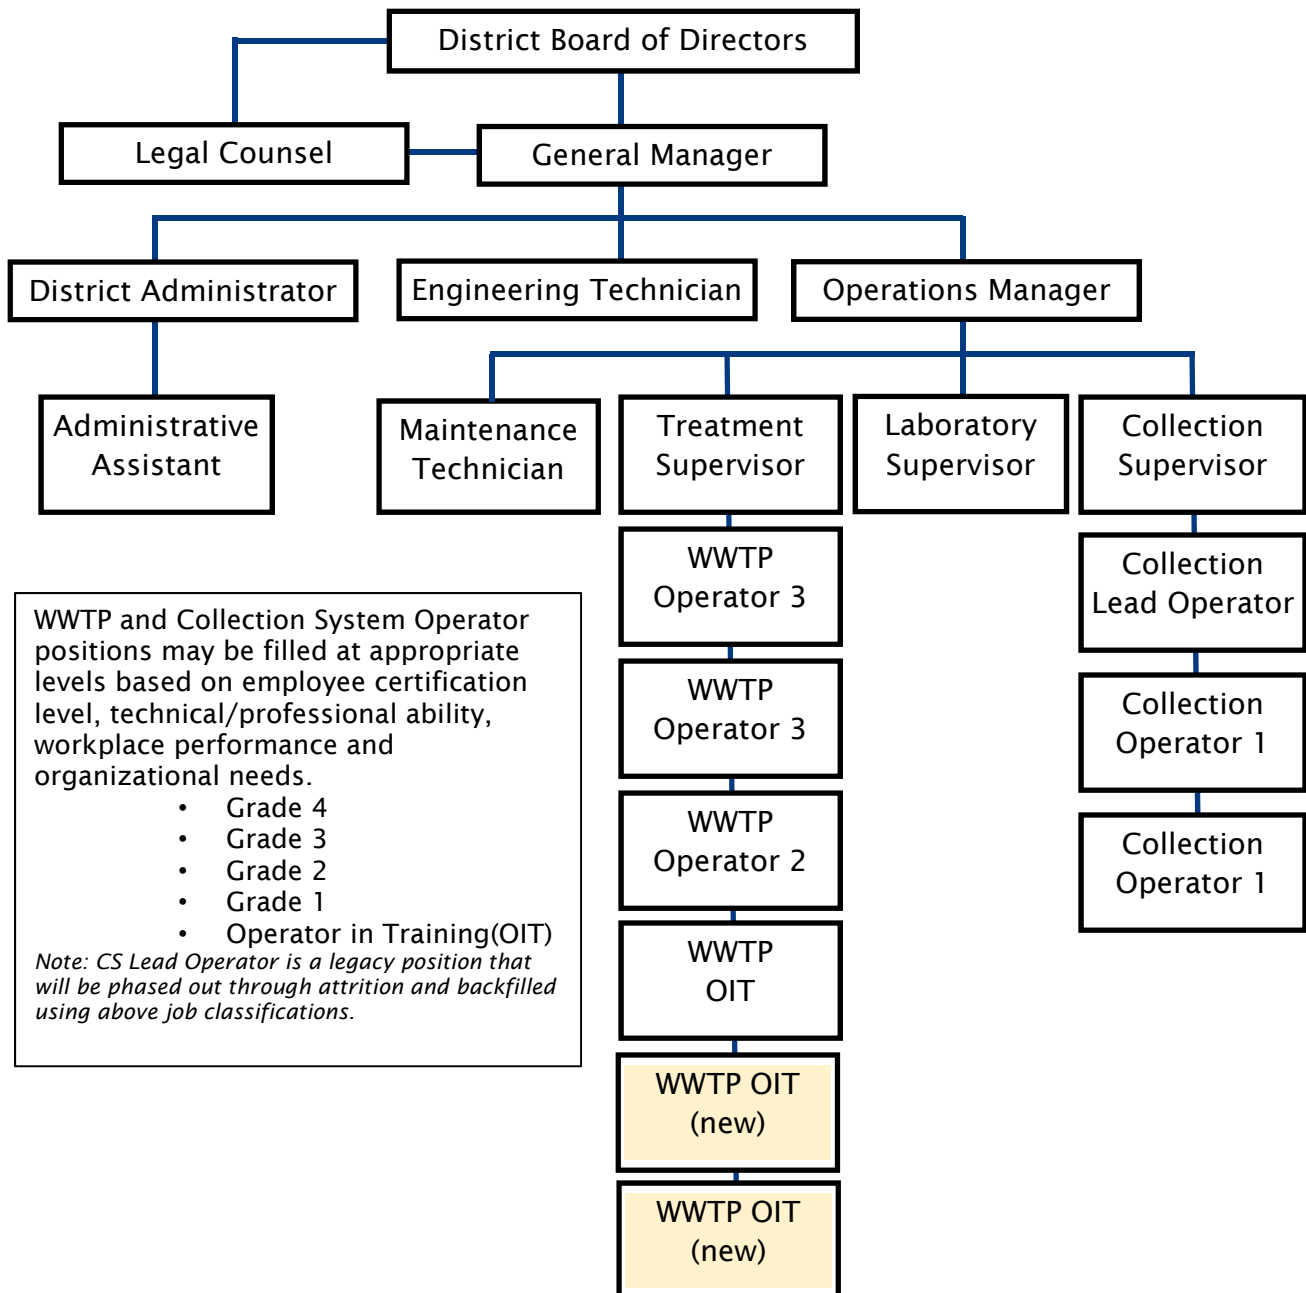 District Board of Directors
Legal Counsel
General Manager
District Administrator
Engineering Technician
Operations Manager
Administrative
Assistant
Maintenance
Technician
Treatment
Supervisor
Laboratory
Supervisor
Collection
Supervisor
WWTP
Operator 3
WWTP
Operator 3
WWTP
Operator 2
WWTP
OIT
WWTP OIT
(new)
WWTP OIT
(new)
Collection
Lead Operator
Collection
Operator 1
Collection
Operator 1
WWTP and Collection System Operator
positions may be filled at appropriate
levels based on employee certification
level, technical/professional ability,
workplace performance and
organizational needs.
• Grade 4
• Grade 3
• Grade 2
• Grade 1
• Operator in Training(OIT)
Note: CS Lead Operator is a legacy position that
will be phased out through attrition and backfilled
using above job classifications.